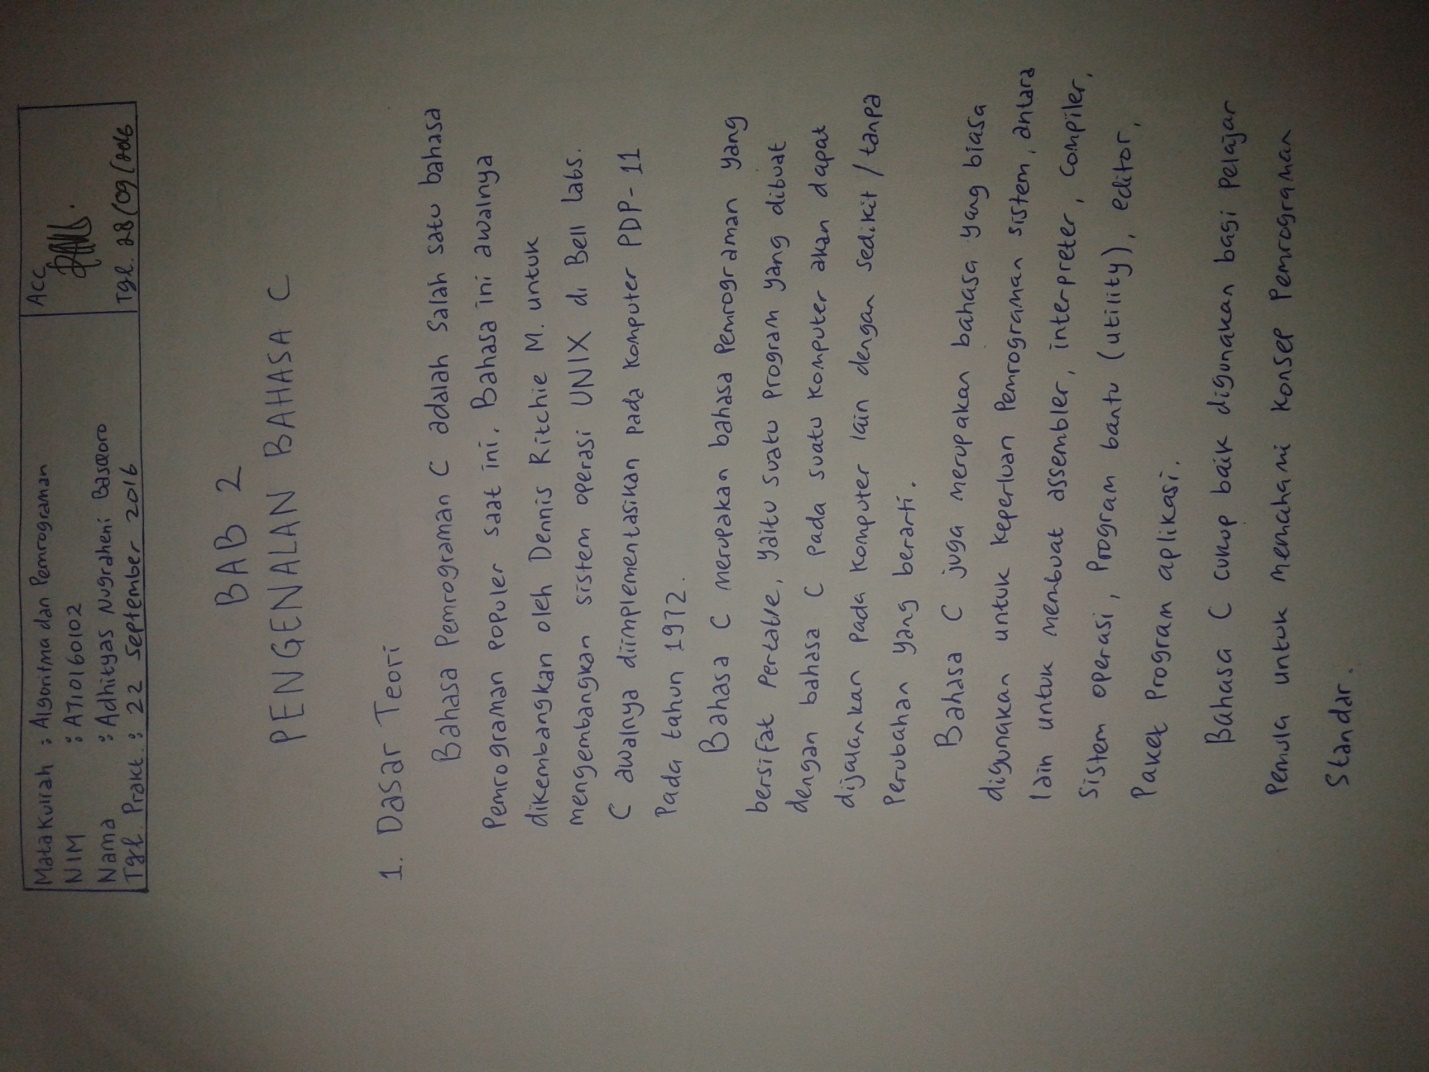 Mata Kuliah : Algoritma dan Pemrograman
NIM : A710160102
Nama : Adhityas Nugraheni
Tgl. Prakt. : 22 September 2016
ACC
Tgl. 28/09/2016
BAB 2
PENGENALAN BAHASA C
1. Dasar Teori
Bahasa Pemrograman C adalah salah satu bahasa
Pemrograman populer saat ini. Bahasa ini awalnya
dikembangkan oleh Dennis Ritchie M. untuk
mengembangkan sistem operasi UNIX di Bell Labs.
C awalnya diimplementasikan pada komputer PDP-11
Pada tahun 1972.
Bahasa C merupakan bahasa Pemrograman yang
bersifat Pertable, yaitu suatu Program yang dibuat
dengan bahasa C pada suatu komputer akan dapat
dijalankan pada komputer lain dengan sedikit / tanpa
Perubahan yang berarti.
Bahasa C juga merupakan bahasa yang biasa
digunakan untuk keperluan Pemrograman sistem, antara
lain untuk membuat assembler, interpreter, compiler,
sistem operasi, Program bantu (utility), editor,
Paket Program aplikasi.
Bahasa C cukup baik digunakan bagi Pelajar
Pemula untuk memahami konsep Pemrograman
Standar.